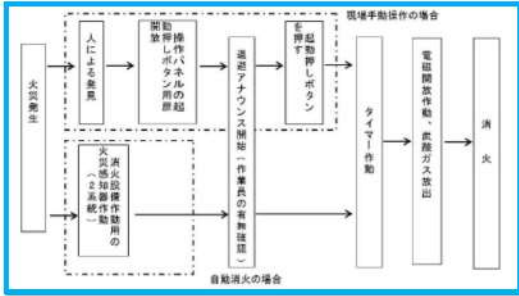 現場手動操作の場合
火災発生
人による発見
操作パネルの起
動押しボタン用扉
開放
退避アナウンス開始(作業員の有無確認)
起動押しボタン
を押す
タイマー作動
電磁開放作動、炭酸ガス放出
消火
消火設備作動用の
火災感知器作動
(2系統)
自動消火の場合